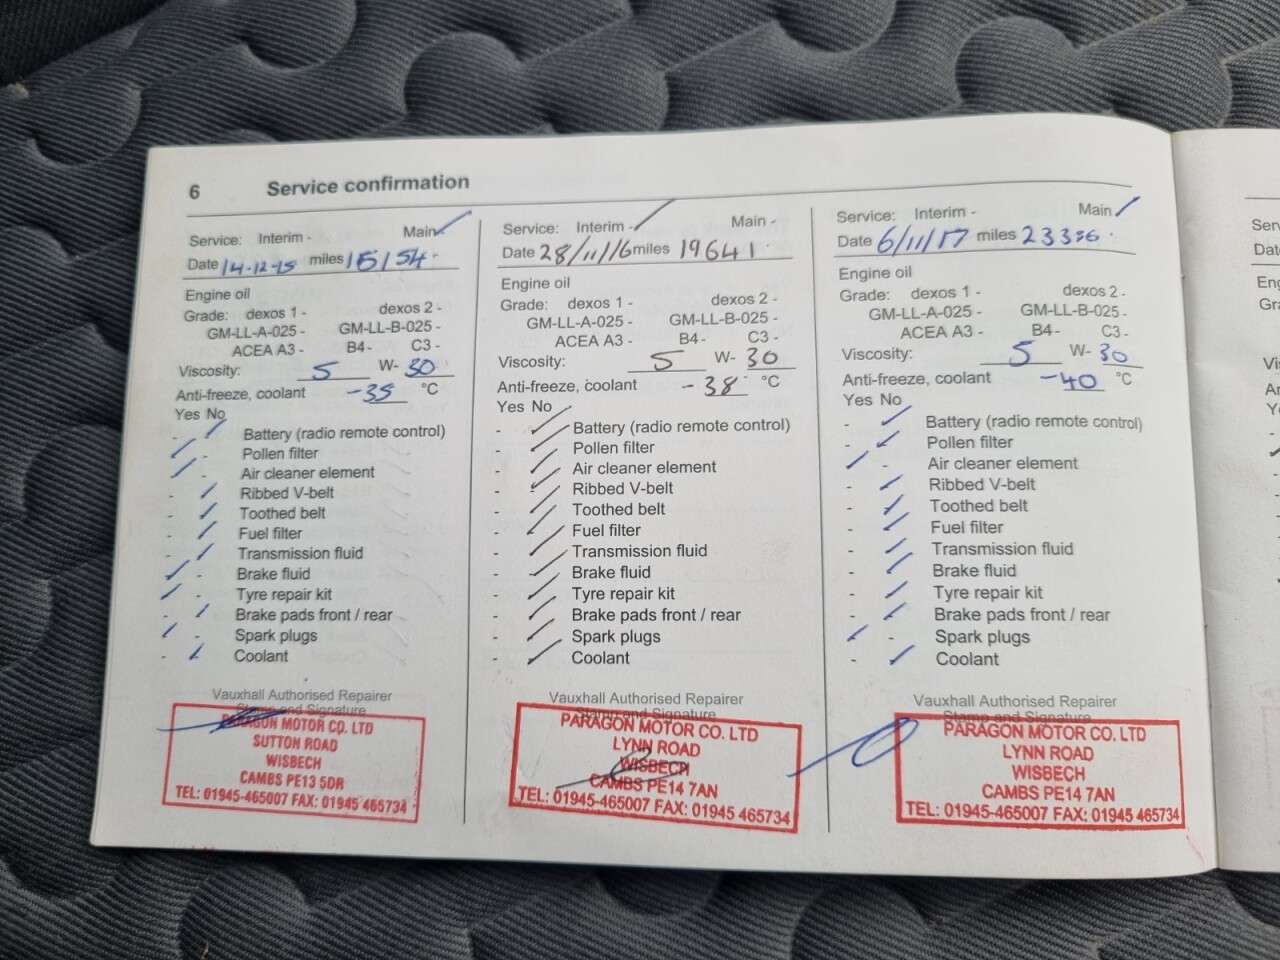 6 Service confirmation
Service: Interim - Main
Date 14-12-15 miles 15154
Engine oil
Grade: dexos 1 - dexos 2 -
GM-LL-A-025 - GM-LL-B-025 -
ACEA A3 - B4 - C3 -
Viscosity: 5 W- 30
Anti-freeze, coolant -35 °C
Yes No
- Battery (radio remote control)
- Pollen filter
- Air cleaner element
- Ribbed V-belt
- Toothed belt
- Fuel filter
- Transmission fluid
- Brake fluid
- Tyre repair kit
- Brake pads front / rear
- Spark plugs
- Coolant
Vauxhall Authorised Repairer
Stamp and Signature
PARAGON MOTOR CO. LTD
SUTTON ROAD
WISBECH
CAMBS PE13 5DR
TEL: 01945-465007 FAX: 01945 465734
Service: Interim - Main -
Date 28/11/16 miles 19641
Engine oil
Grade: dexos 1 - dexos 2 -
GM-LL-A-025 - GM-LL-B-025 -
ACEA A3 - B4 - C3 -
Viscosity: 5 W- 30
Anti-freeze, coolant -38 °C
Yes No
- Battery (radio remote control)
- Pollen filter
- Air cleaner element
- Ribbed V-belt
- Toothed belt
- Fuel filter
- Transmission fluid
- Brake fluid
- Tyre repair kit
- Brake pads front / rear
- Spark plugs
- Coolant
Vauxhall Authorised Repairer
Stamp and Signature
PARAGON MOTOR CO. LTD
LYNN ROAD
WISBECH
CAMBS PE14 7AN
TEL: 01945-465007 FAX: 01945 465734
Service: Interim - Main
Date 6/11/17 miles
Engine oil
Grade: dexos 1 - dexos 2 -
GM-LL-A-025 - GM-LL-B-025 -
ACEA A3 - B4 - C3 -
Viscosity: 5 W- 30
Anti-freeze, coolant -40 °C
Yes No
- Battery (radio remote control)
- Pollen filter
- Air cleaner element
- Ribbed V-belt
- Toothed belt
- Fuel filter
- Transmission fluid
- Brake fluid
- Tyre repair kit
- Brake pads front / rear
- Spark plugs
- Coolant
Vauxhall Authorised Repairer
Stamp and Signature
PARAGON MOTOR CO. LTD
LYNN ROAD
WISBECH
CAMBS PE14 7AN
TEL: 01945-465007 FAX: 01945 465734